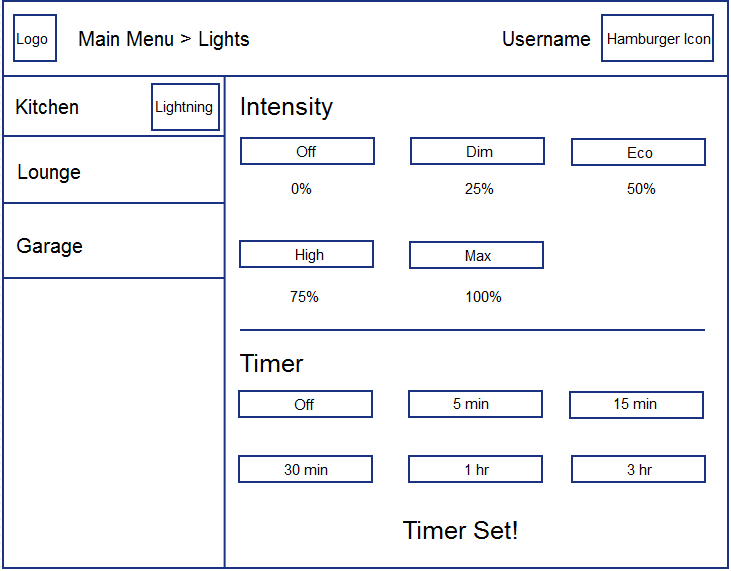 Logo
Main Menu > Lights
Username
Hamburger Icon
Kitchen
Lightning
Lounge
Garage
Intensity
Off
Dim
Eco
0%
25%
50%
High
Max
75%
100%
Timer
Off
5 min
15 min
30 min
1 hr
3 hr
Timer Set!